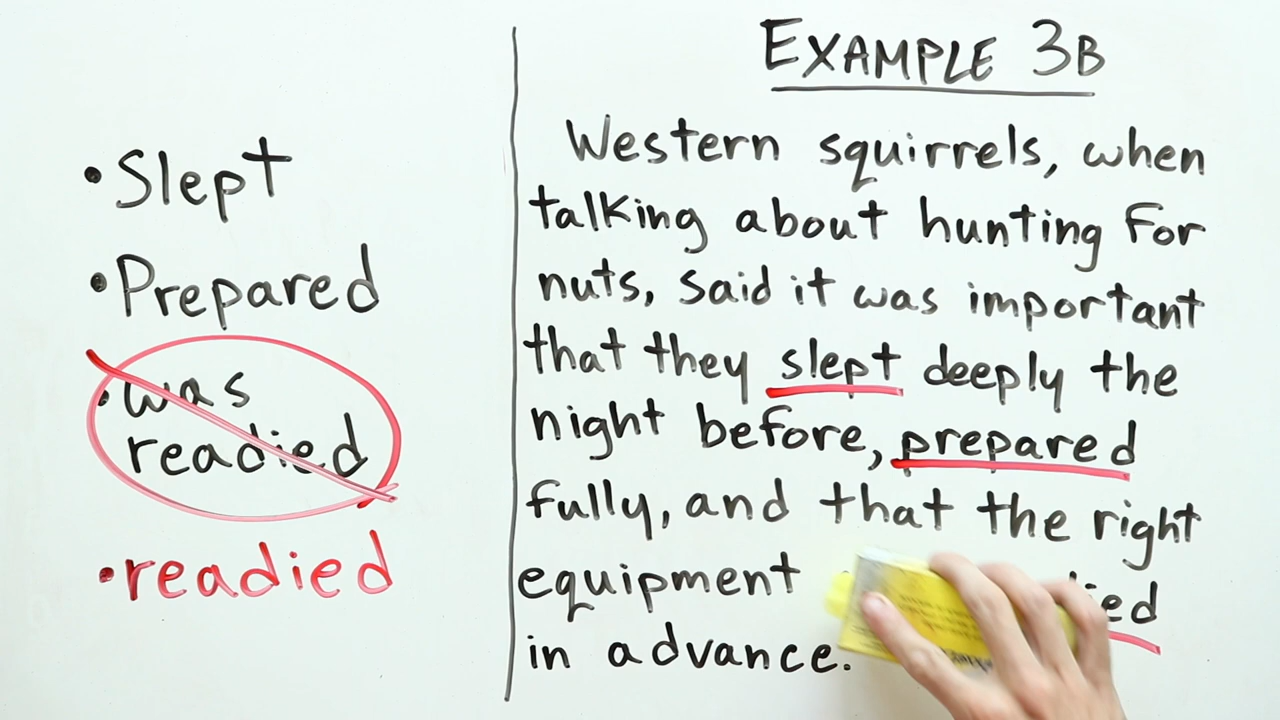 • Slept
• Prepared
• was
readied
• readied
EXAMPLE 3B
Western squirrels, when
talking about hunting for
nuts, said it was important
that they slept deeply the
night before, prepared
fully, and that the right
equipment
in advance.